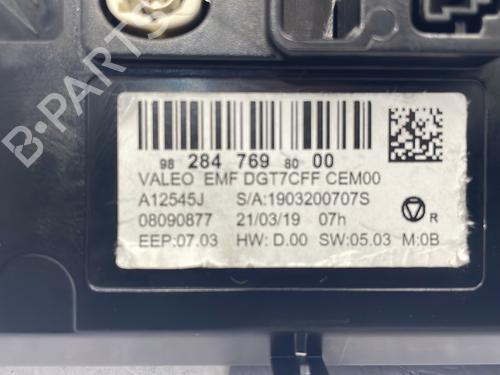 98 284 769 80 00
VALEO EMF DGT7CFF CEM00
A12545J S/A:1903200707S
08090877 21/03/19 07h
R
EEP:07.03 HW: D.00 SW:05.03 M:0B
B-PARTS